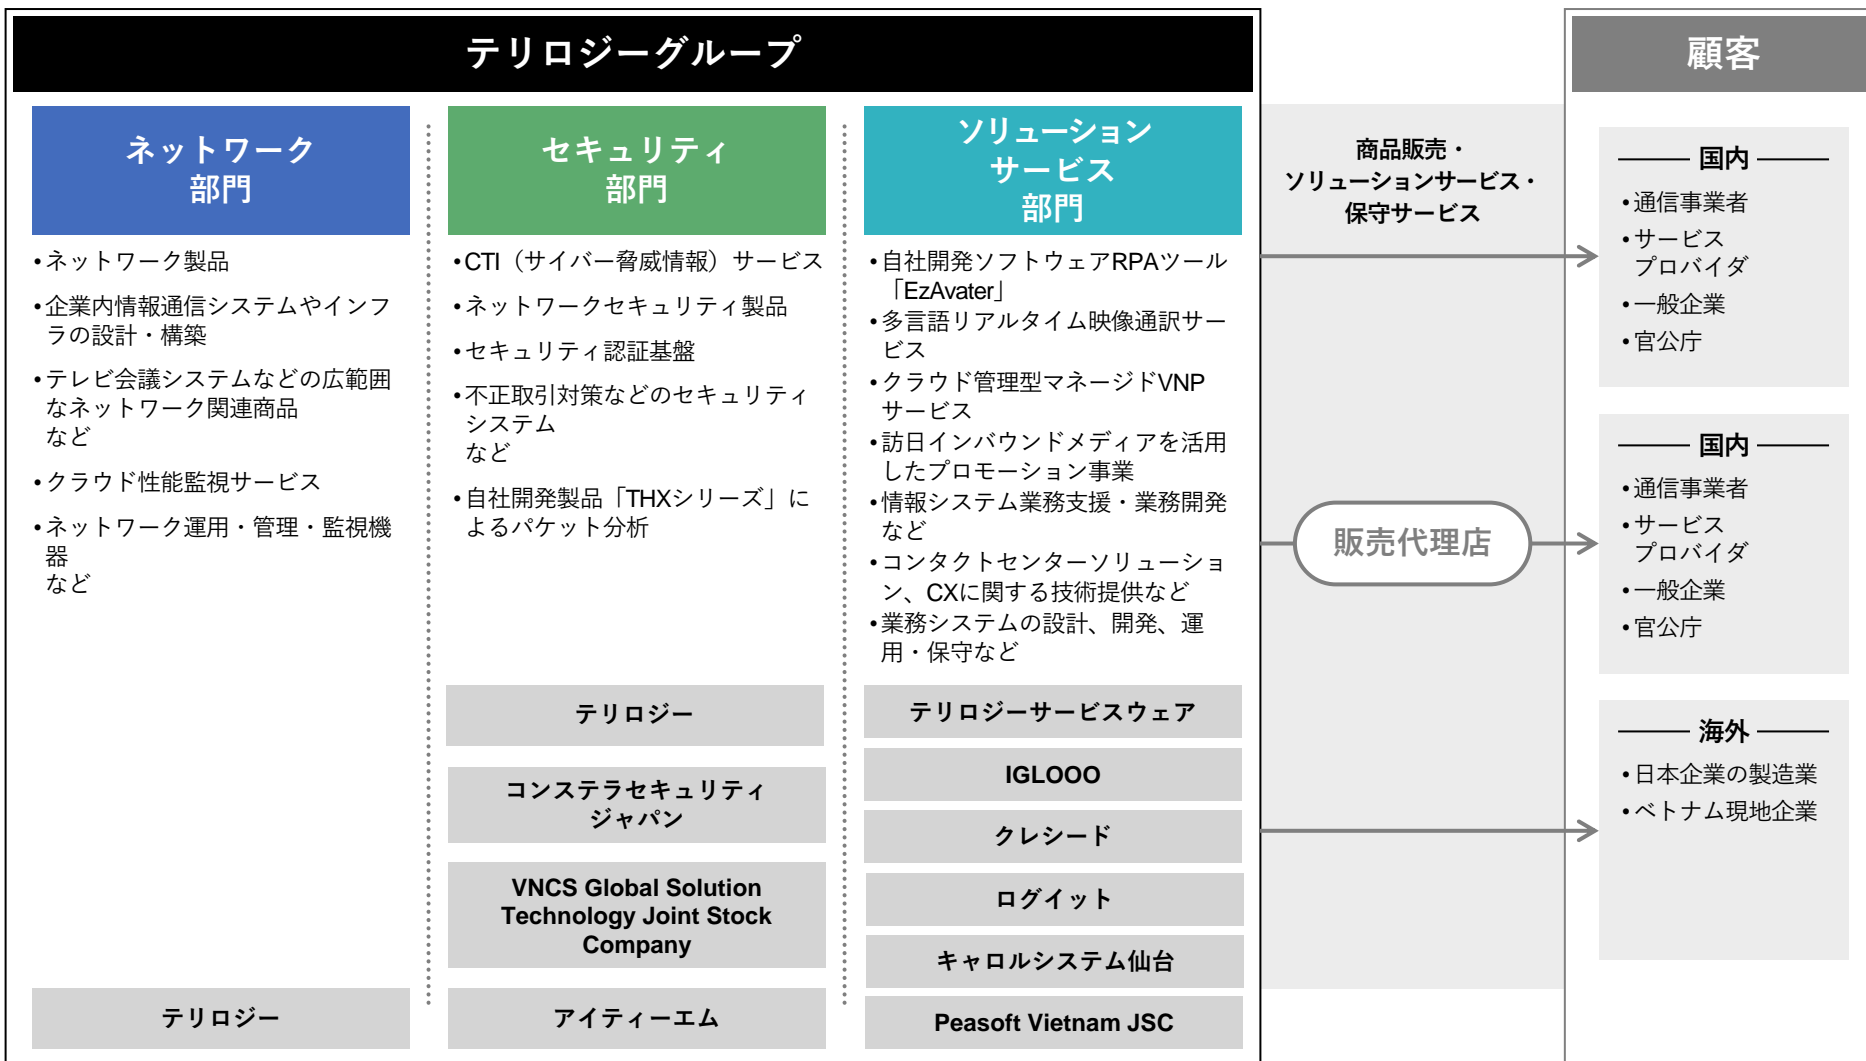 テリロジーグループ
ネットワーク
部門
•ネットワーク製品
•企業内情報通信システムやインフ
ラの設計・構築
•テレビ会議システムなどの広範囲
なネットワーク関連商品
など
•クラウド性能監視サービス
•ネットワーク運用・管理・監視機
器
など
テリロジー
セキュリティ
部門
•CTI（サイバー脅威情報）サービス
•ネットワークセキュリティ製品
•セキュリティ認証基盤
•不正取引対策などのセキュリティ
システム
など
•自社開発製品「THXシリーズ」に
よるパケット分析
テリロジー
コンステラセキュリティ
ジャパン
VNCS Global Solution
Technology Joint Stock
Company
アイティーエム
ソリューション
サービス
部門
•自社開発ソフトウェアRPAツール
「EzAvater」
•多言語リアルタイム映像通訳サー
ビス
•クラウド管理型マネージドVNP
サービス
•訪日インバウンドメディアを活用
したプロモーション事業
•情報システム業務支援・業務開発
など
•コンタクトセンターソリューショ
ン、CXに関する技術提供など
•業務システムの設計、開発、運
用・保守など
テリロジーサービスウェア
IGLOOO
クレシード
ログイット
キャロルシステム仙台
Peasoft Vietnam JSC
商品販売・
ソリューションサービス・
保守サービス
販売代理店
顧客
国内
•通信事業者
•サービス
プロバイダ
•一般企業
•官公庁
国内
•通信事業者
•サービス
プロバイダ
•一般企業
•官公庁
海外
•日本企業の製造業
•ベトナム現地企業